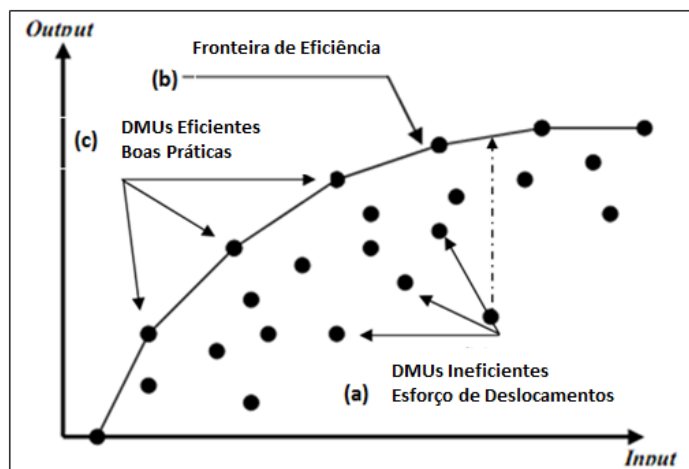 Output
Fronteira de Eficiência
(b)
(c)
DMUs Eficientes
Boas Práticas
DMUs Ineficientes
(a)
Esforço de Deslocamentos
Input